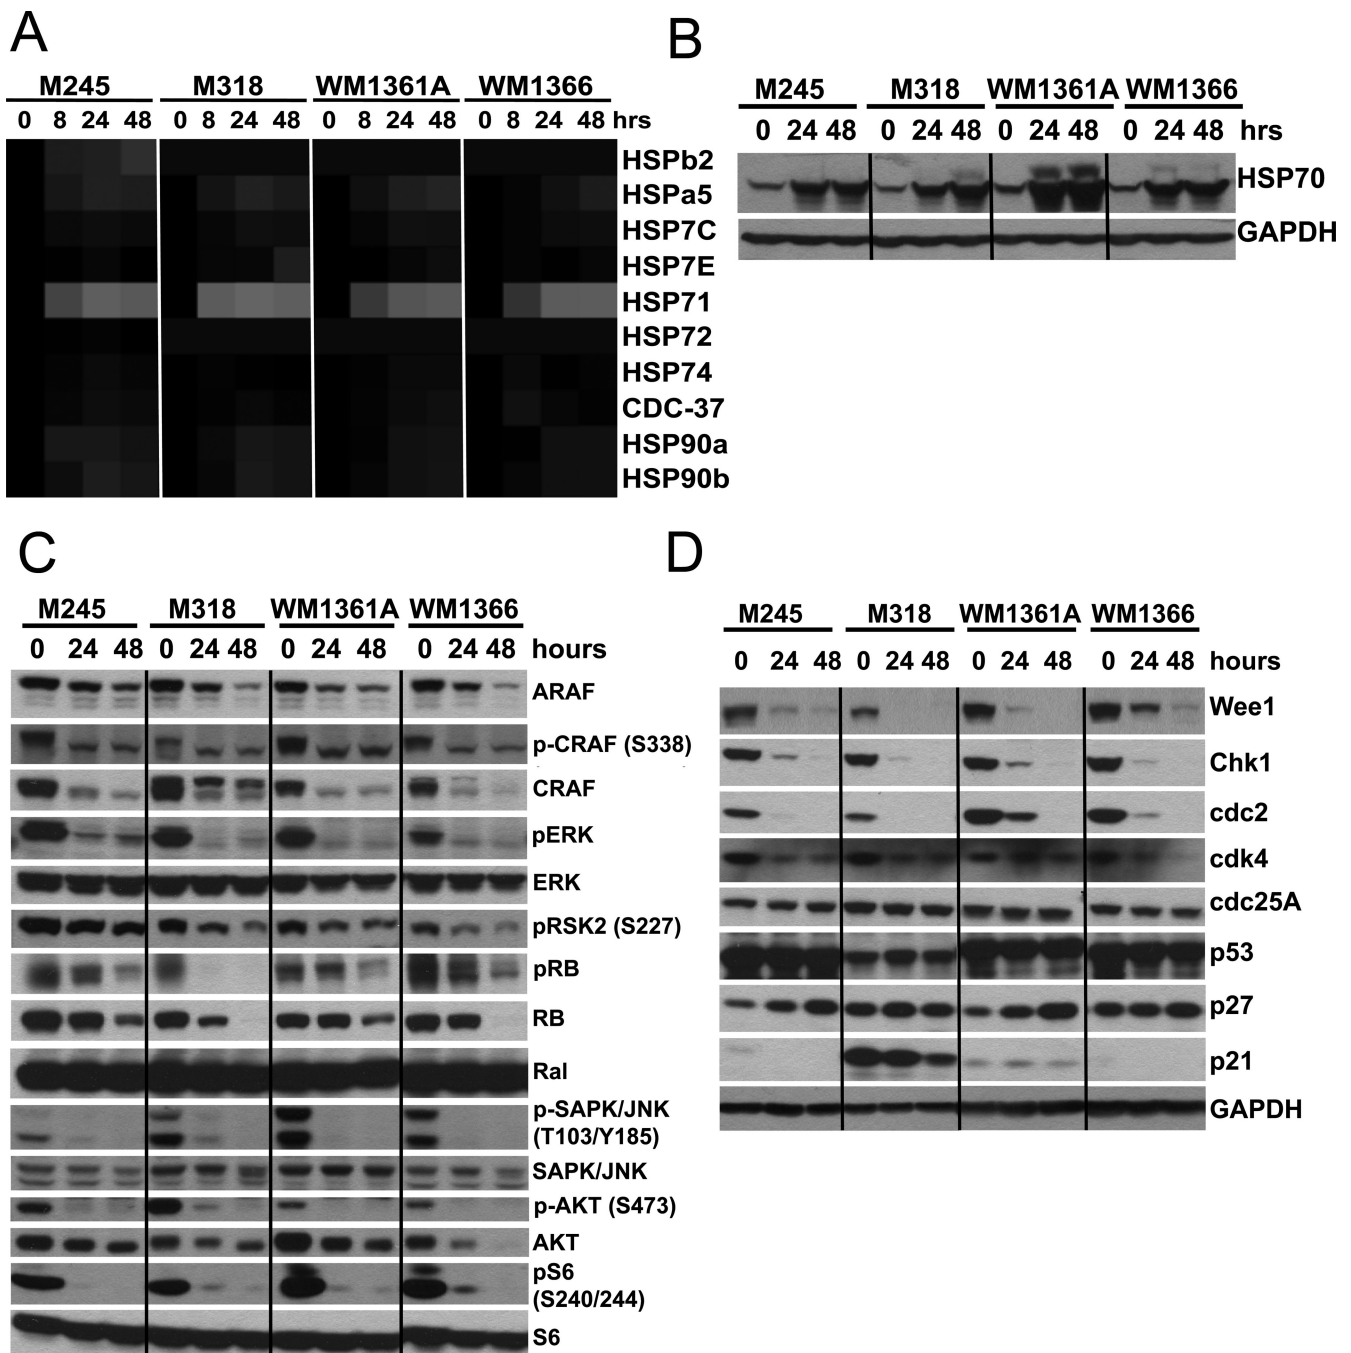 A
M245 M318 WM1361A WM1366
0 8 24 48 0 8 24 48 0 8 24 48 0 8 24 48 hrs
HSPb2
HSPa5
HSP7C
HSP7E
HSP71
HSP72
HSP74
CDC-37
HSP90a
HSP90b
B
M245 M318 WM1361A WM1366
0 24 48 0 24 48 0 24 48 0 24 48 hrs
HSP70
GAPDH
C
M245 M318 WM1361A WM1366
0 24 48 0 24 48 0 24 48 0 24 48 hours
ARAF
p-CRAF (S338)
CRAF
pERK
ERK
pRSK2 (S227)
pRB
RB
Ral
p-SAPK/JNK
(T103/Y185)
SAPK/JNK
p-AKT (S473)
AKT
pS6
(S240/244)
S6
D
M245 M318 WM1361A WM1366
0 24 48 0 24 48 0 24 48 0 24 48 hours
Wee1
Chk1
cdc2
cdk4
cdc25A
p53
p27
p21
GAPDH